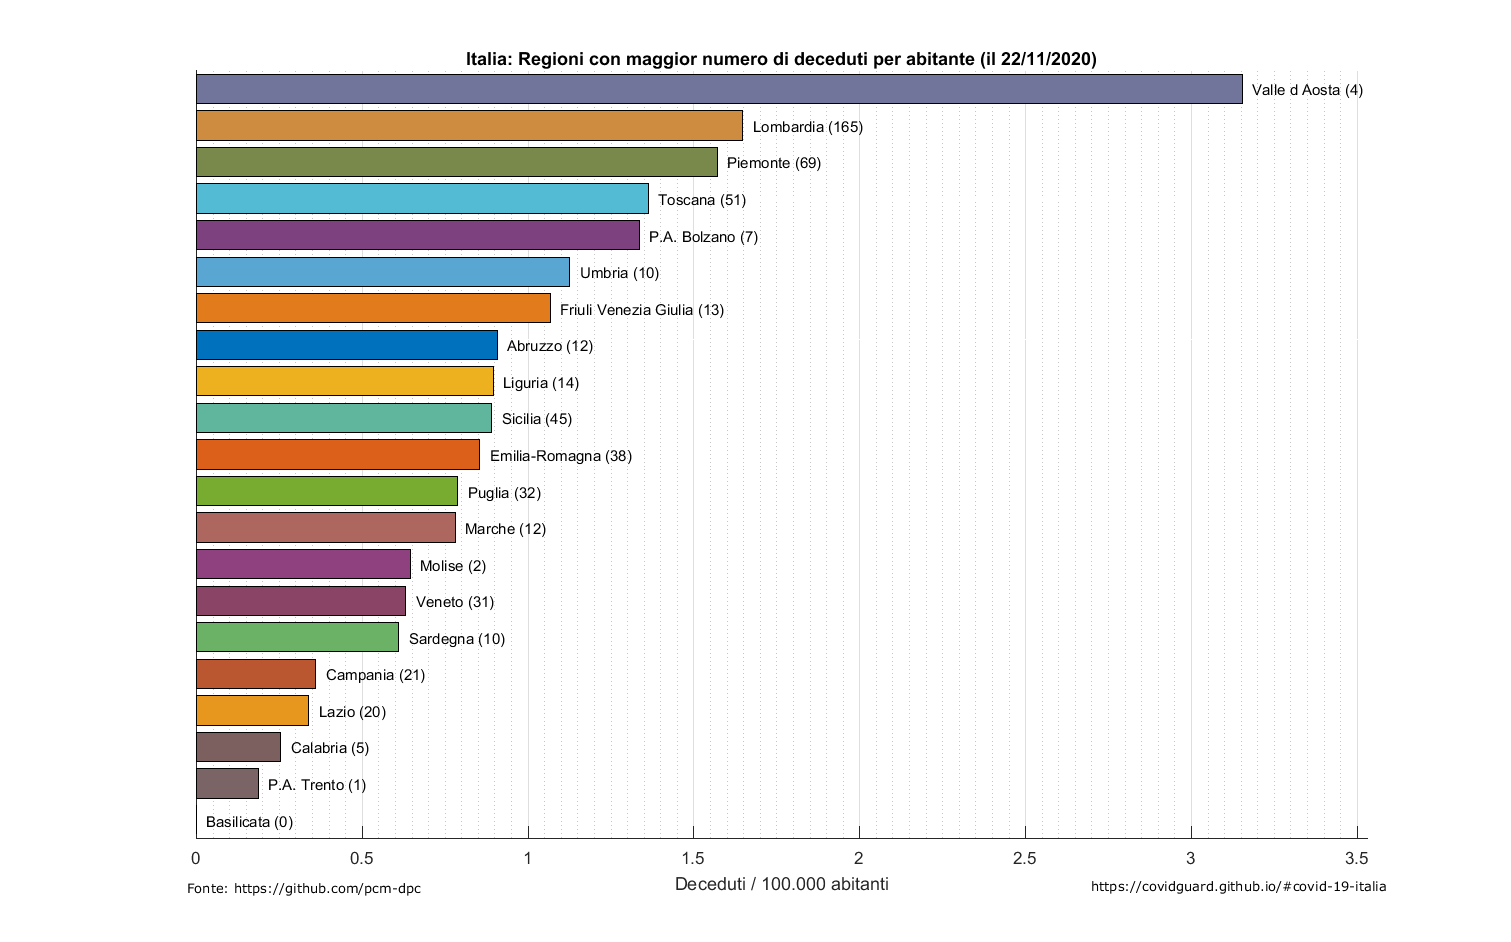 Italia: Regioni con maggior numero di deceduti per abitante (il 22/11/2020)
Valle d Aosta (4)
Lombardia (165)
Piemonte (69)
Toscana (51)
P.A. Bolzano (7)
Umbria (10)
Friuli Venezia Giulia (13)
Abruzzo (12)
Liguria (14)
Sicilia (45)
Emilia-Romagna (38)
Puglia (32)
Marche (12)
Molise (2)
Veneto (31)
Sardegna (10)
Campania (21)
Lazio (20)
Calabria (5)
P.A. Trento (1)
Basilicata (0)
0 0.5 1 1.5 2 2.5 3 3.5
Deceduti / 100.000 abitanti
Fonte: https://github.com/pcm-dpc
https://covidguard.github.io/#covid-19-italia